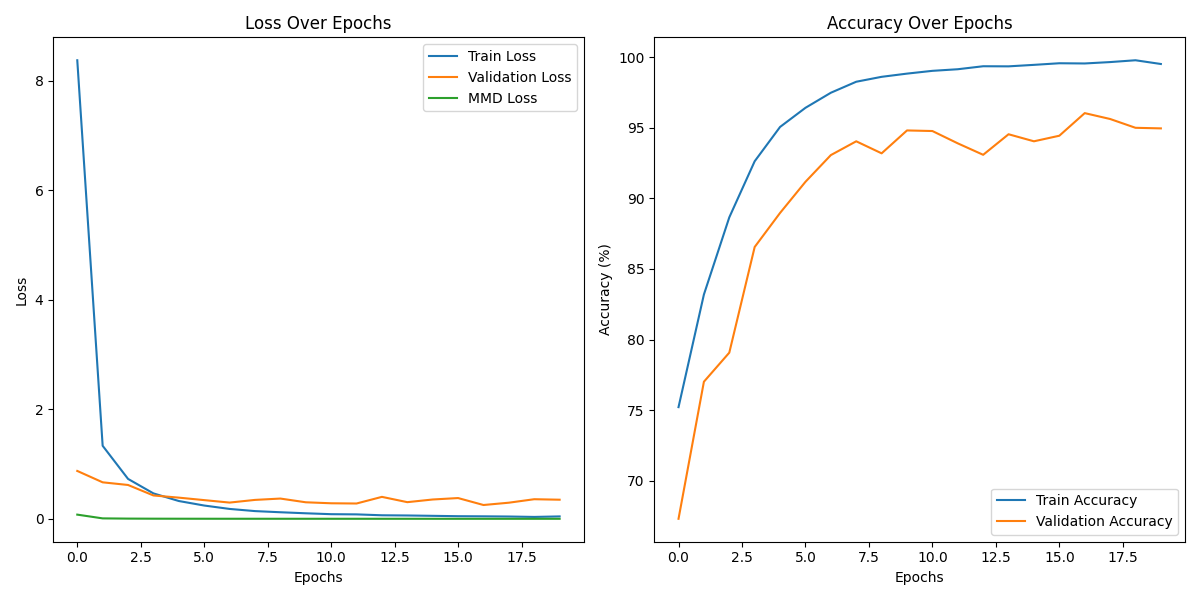 Loss Over Epochs
Train Loss
Validation Loss
MMD Loss
8
6
4
2
0
Loss
0.0 2.5 5.0 7.5 10.0 12.5 15.0 17.5
Epochs
Accuracy Over Epochs
100
95
90
85
80
75
70
Accuracy (%)
Train Accuracy
Validation Accuracy
0.0 2.5 5.0 7.5 10.0 12.5 15.0 17.5
Epochs